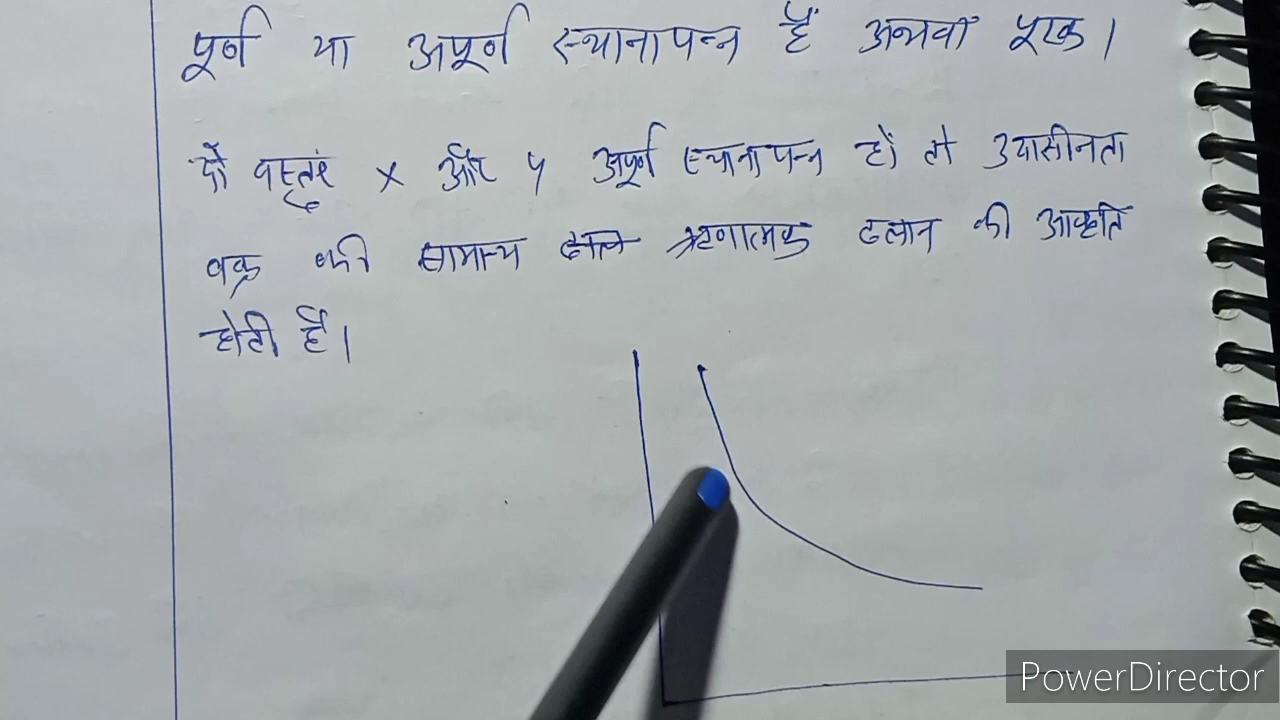 पूर्ण या अपूर्ण स्थानापन्न हैं अथवा पूरक।
दो वस्तुएं x और y अपूर्ण स्थानापन्न हों तो उदासीनता
वक्र की सामान्य ढाल ऋणात्मक ढलान की आकृति
होती है।
PowerDirector